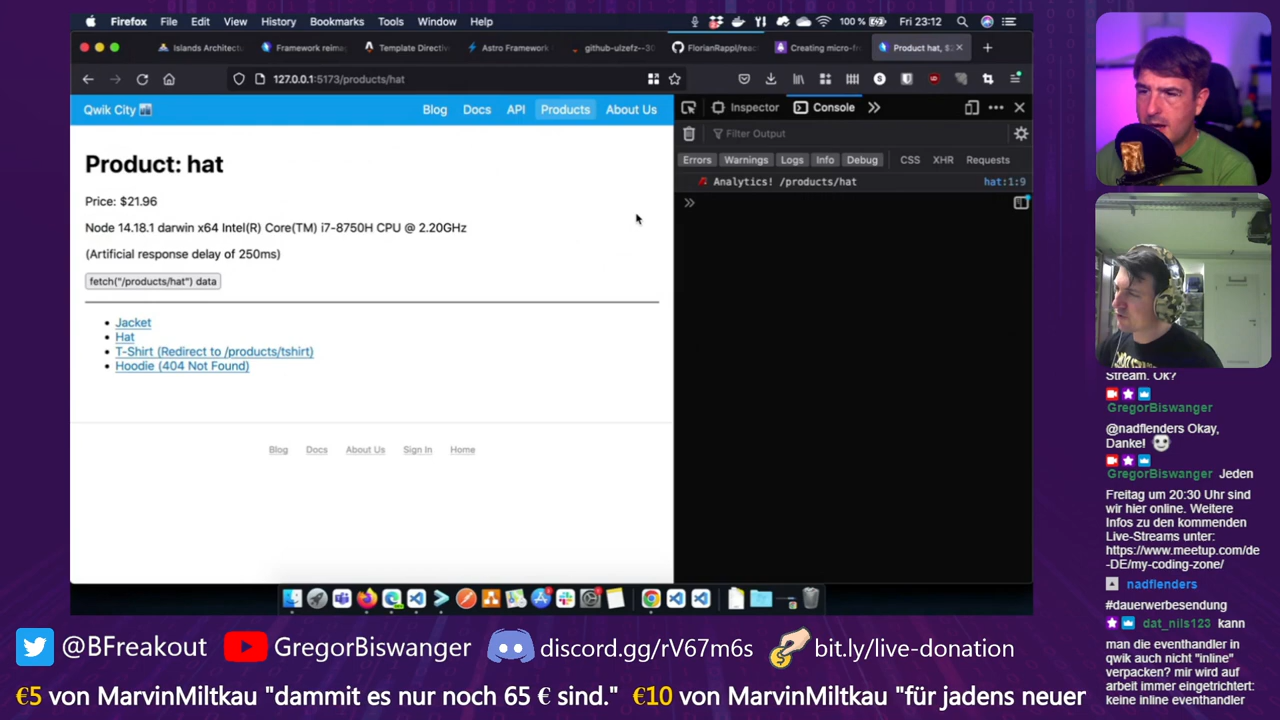 Firefox File Edit View History Bookmarks Tools Window Help
100 % Fri 23:12
Islands Architectu
Framework reima
Template Directiv
Astro Framework
github-ulzefz--30
FlorianRappl/reac
Creating micro-fr
Product hat, $
127.0.0.1:5173/products/hat
Qwik City
Blog Docs API Products About Us
Inspector Console
Filter Output
Errors Warnings Logs Info Debug CSS XHR Requests
Analytics! /products/hat hat:1:9
Product: hat
Price: $21.96
Node 14.18.1 darwin x64 Intel(R) Core(TM) i7-8750H CPU @ 2.20GHz
(Artificial response delay of 250ms)
fetch("/products/hat") data
Jacket
Hat
T-Shirt (Redirect to /products/tshirt)
Hoodie (404 Not Found)
Blog Docs About Us Sign In Home
Stream. Ok?
GregorBiswanger
@nadflenders Okay,
Danke!
GregorBiswanger Jeden
Freitag um 20:30 Uhr sind
wir hier online. Weitere
Infos zu den kommenden
Live-Streams unter:
https://www.meetup.com/de
-DE/my-coding-zone/
nadflenders
#dauerwerbesendung
dat_nils123 kann
man die eventhandler in
qwik auch nicht "inline"
verpacken? mir wird auf
arbeit immer eingetrichtert:
keine inline eventhandler
@BFreakout GregorBiswanger discord.gg/rV67m6s bit.ly/live-donation
€5 von MarvinMiltkau "dammit es nur noch 65 € sind." €10 von MarvinMiltkau "für jadens neuer